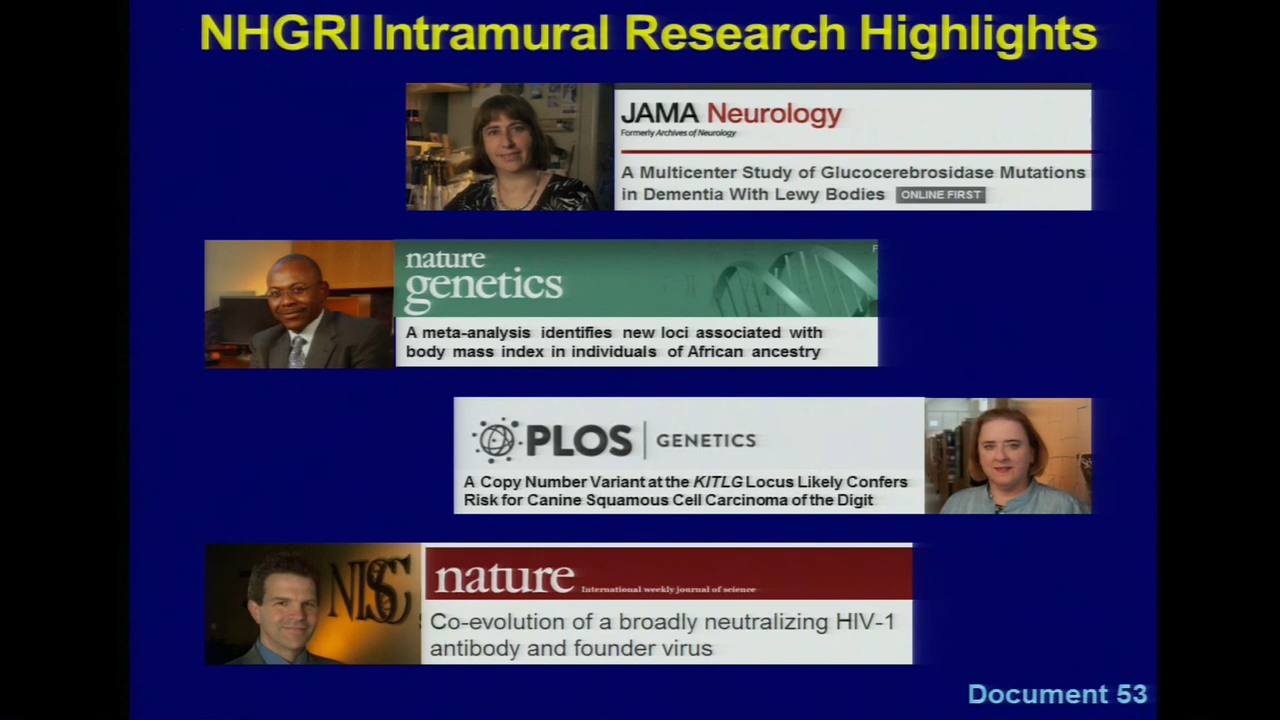 NHGRI Intramural Research Highlights
JAMA Neurology
Formerly Archives of Neurology
A Multicenter Study of Glucocerebrosidase Mutations
in Dementia With Lewy Bodies ONLINE FIRST
nature
genetics
A meta-analysis identifies new loci associated with
body mass index in individuals of African ancestry
PLOS GENETICS
A Copy Number Variant at the KITLG Locus Likely Confers
Risk for Canine Squamous Cell Carcinoma of the Digit
NISC
nature International weekly journal of science
Co-evolution of a broadly neutralizing HIV-1
antibody and founder virus
Document 53